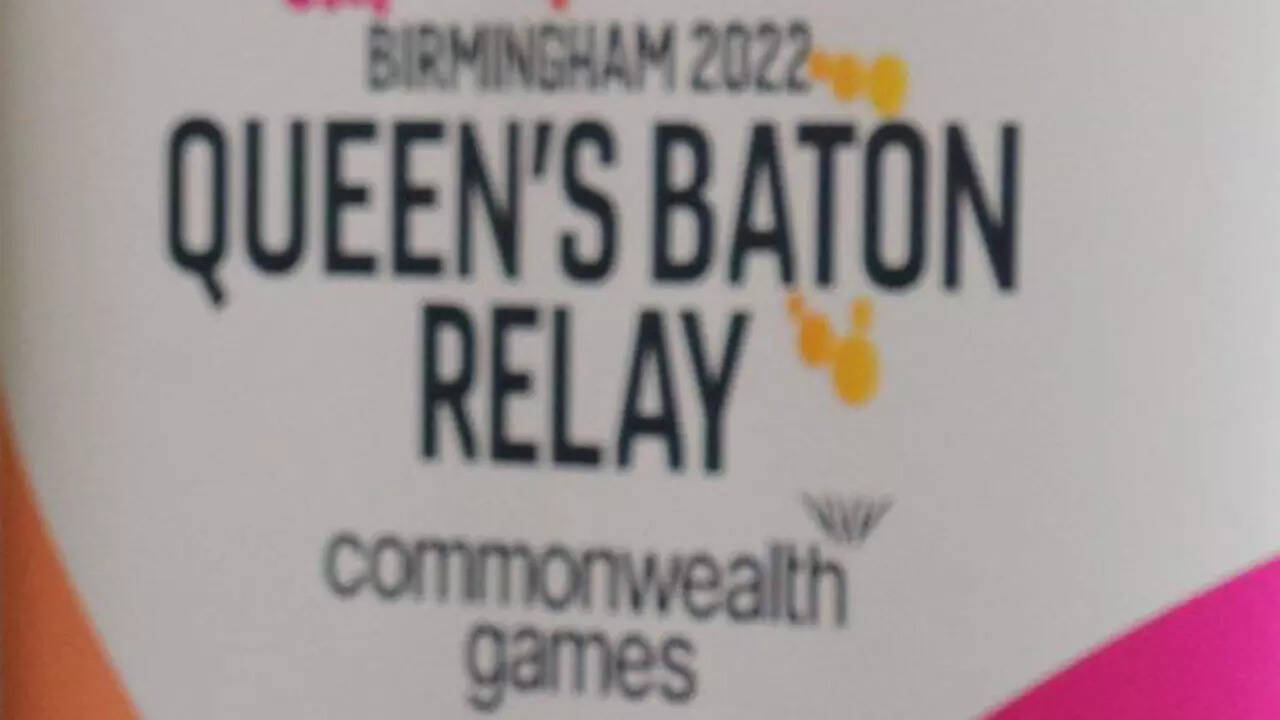 BIRMINGHAM 2022
QUEEN'S BATON
RELAY
commonwealth
games